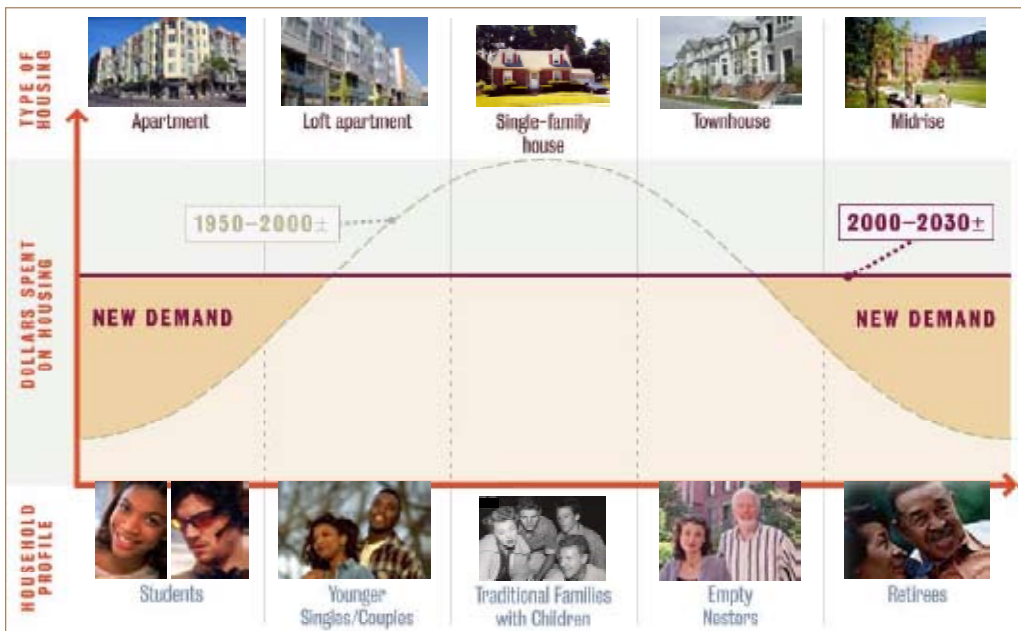 TYPE OF
HOUSING
Apartment
Loft apartment
Single-family
house
Townhouse
Midrise
DOLLARS SPENT
ON HOUSING
1950–2000±
2000–2030±
NEW DEMAND
NEW DEMAND
HOUSEHOLD
PROFILE
Students
Younger
Singles/Couples
Traditional Families
with Children
Empty
Nesters
Retirees